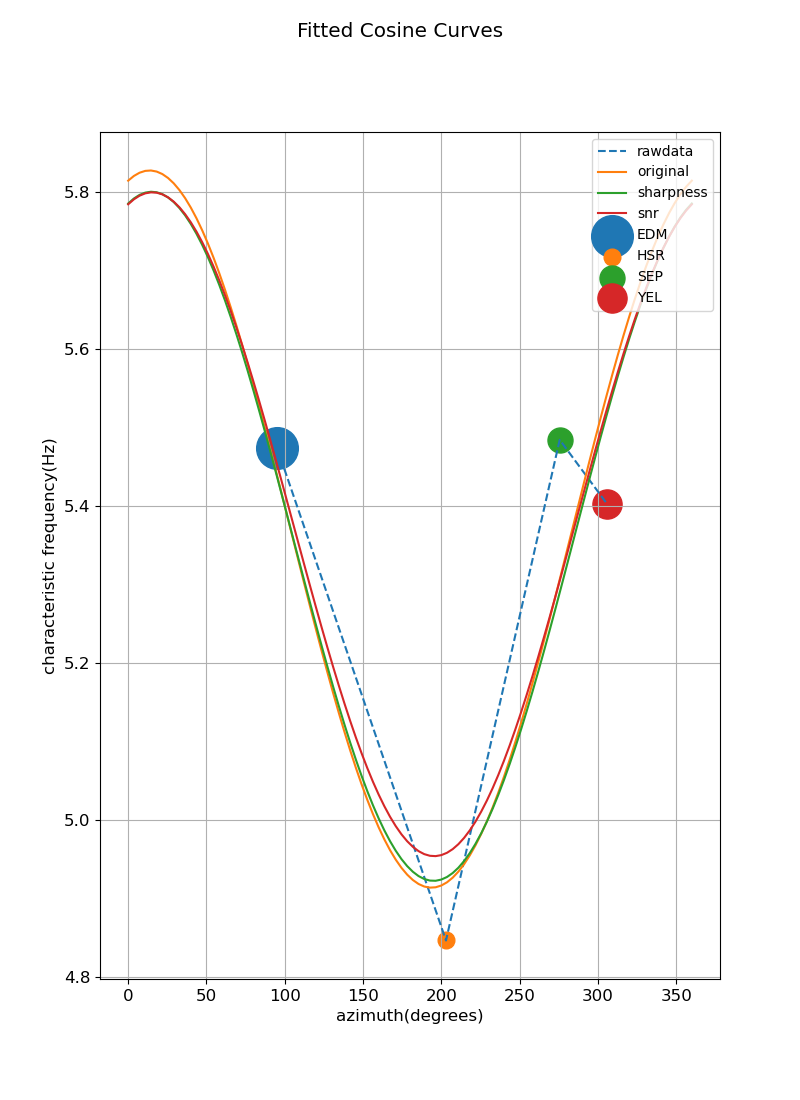 Fitted Cosine Curves
rawdata
original
sharpness
snr
EDM
HSR
SEP
YEL
characteristic frequency(Hz)
5.8
5.6
5.4
5.2
5.0
4.8
0 50 100 150 200 250 300 350
azimuth(degrees)